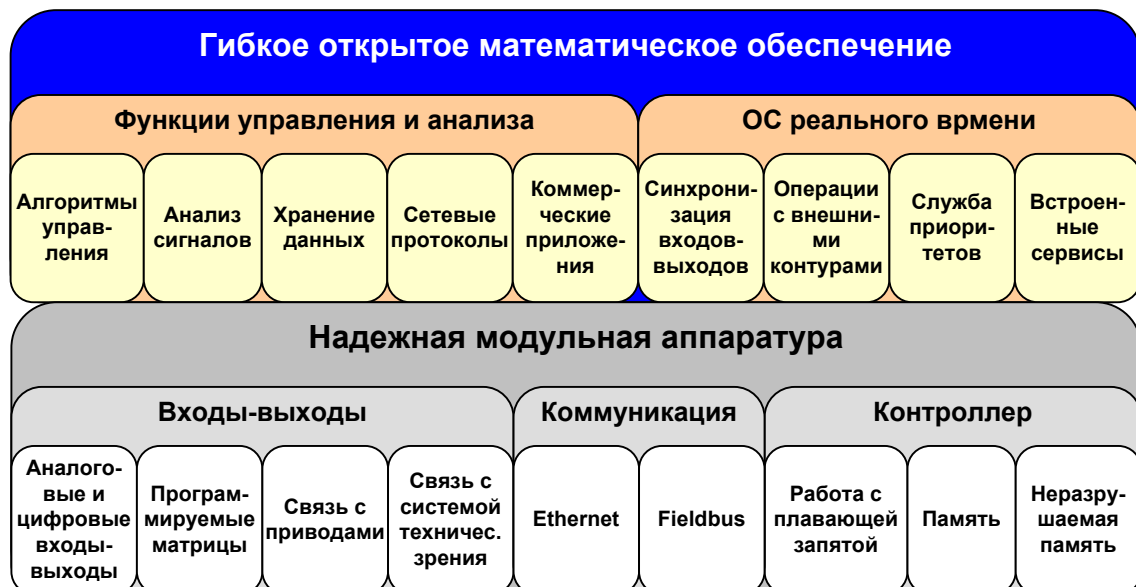 Гибкое открытое математическое обеспечение
Функции управления и анализа
ОС реального врмени
Алгоритмы
управ-
ления
Анализ
сигналов
Хранение
данных
Сетевые
протоколы
Коммер-
ческие
приложе-
ния
Синхрони-
зация
входов-
выходов
Операции
с внешни-
ми
контурами
Служба
приори-
тетов
Встроен-
ные
сервисы
Надежная модульная аппаратура
Входы-выходы
Коммуникация
Контроллер
Аналого-
вые и
цифровые
входы-
выходы
Програм-
мируемые
матрицы
Связь с
приводами
Связь с
системой
техничес.
зрения
Ethernet
Fieldbus
Работа с
плавающей
запятой
Память
Неразру-
шаемая
память